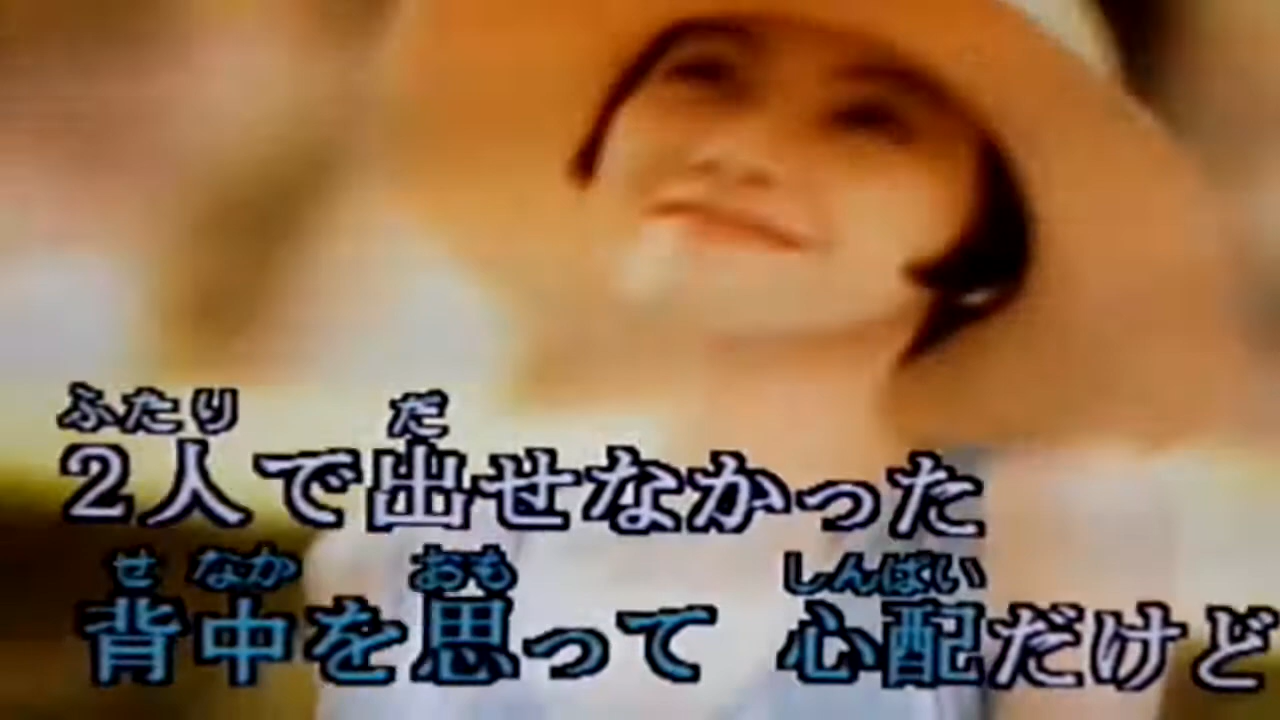 ふたり だ
2人で出せなかった
せ なか おも しんぱい
背中を思って 心配だけど